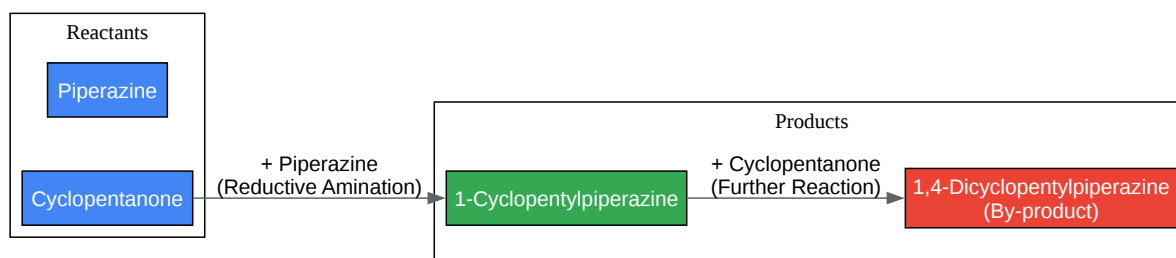 Reactants
Piperazine
Cyclopentanone
+ Piperazine
(Reductive Amination)
Products
1-Cyclopentylpiperazine
+ Cyclopentanone
(Further Reaction)
1,4-Dicyclopentylpiperazine
(By-product)